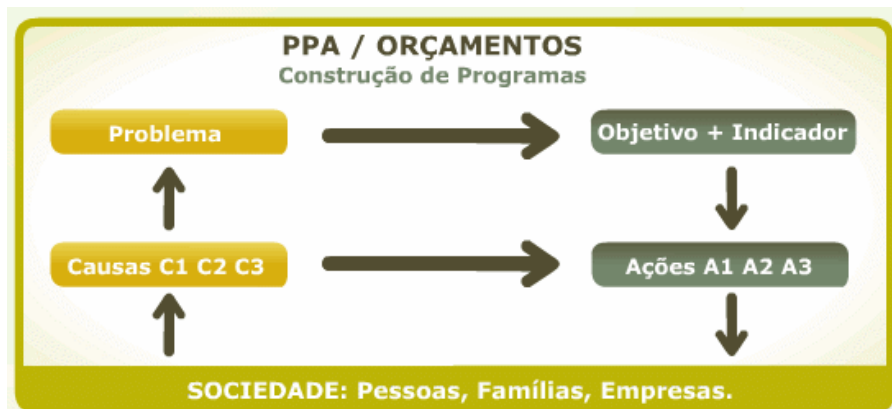 PPA / ORÇAMENTOS
Construção de Programas
Problema
Objetivo + Indicador
Causas C1 C2 C3
Ações A1 A2 A3
SOCIEDADE: Pessoas, Famílias, Empresas.